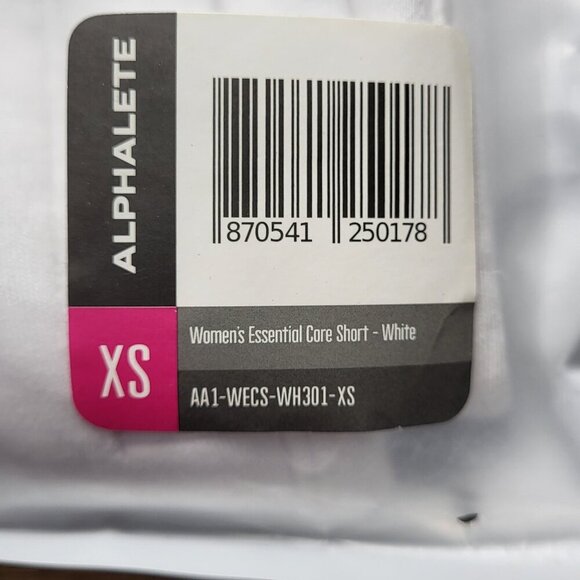 ALPHALETE
870541 250178
XS
Women's Essential Core Short - White
AA1-WECS-WH301-XS